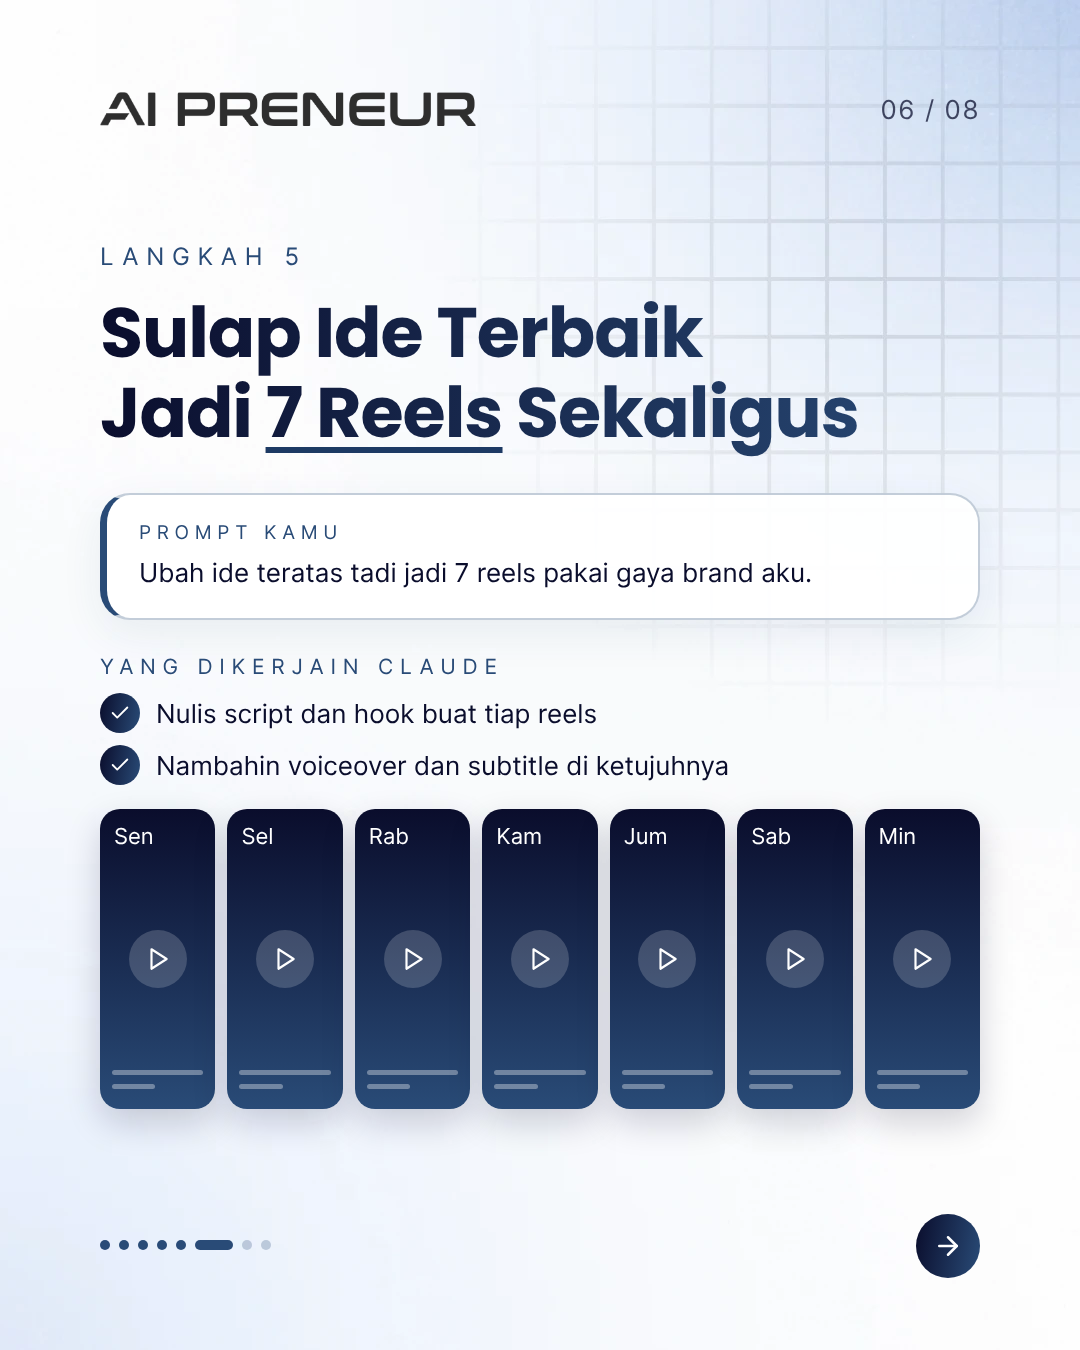 AI PRENEUR
06 / 08
LANGKAH 5
Sulap Ide Terbaik
Jadi 7 Reels Sekaligus
PROMPT KAMU
Ubah ide teratas tadi jadi 7 reels pakai gaya brand aku.
YANG DIKERJAIN CLAUDE
Nulis script dan hook buat tiap reels
Nambahin voiceover dan subtitle di ketujuhnya
Sen Sel Rab Kam Jum Sab Min